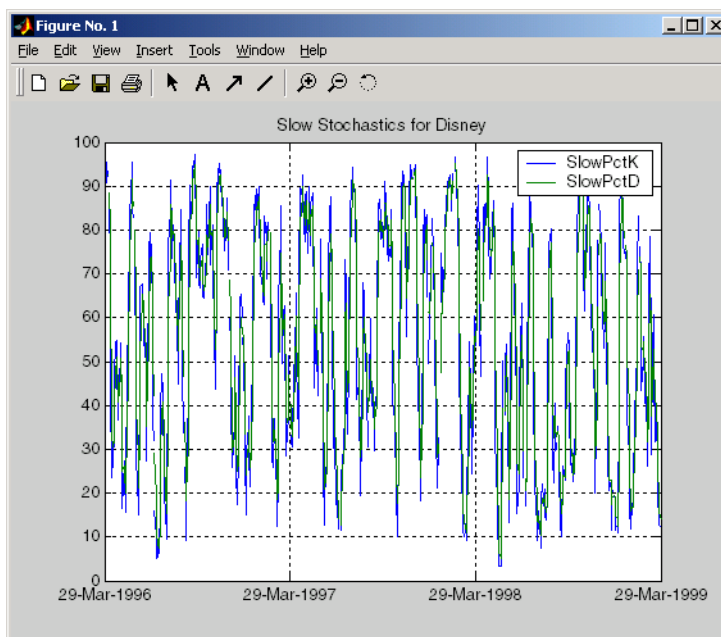 Figure No. 1
File Edit View Insert Tools Window Help
A
Slow Stochastics for Disney
100
90
80
70
60
50
40
30
20
10
0
SlowPctK
SlowPctD
29-Mar-1996 29-Mar-1997 29-Mar-1998 29-Mar-1999